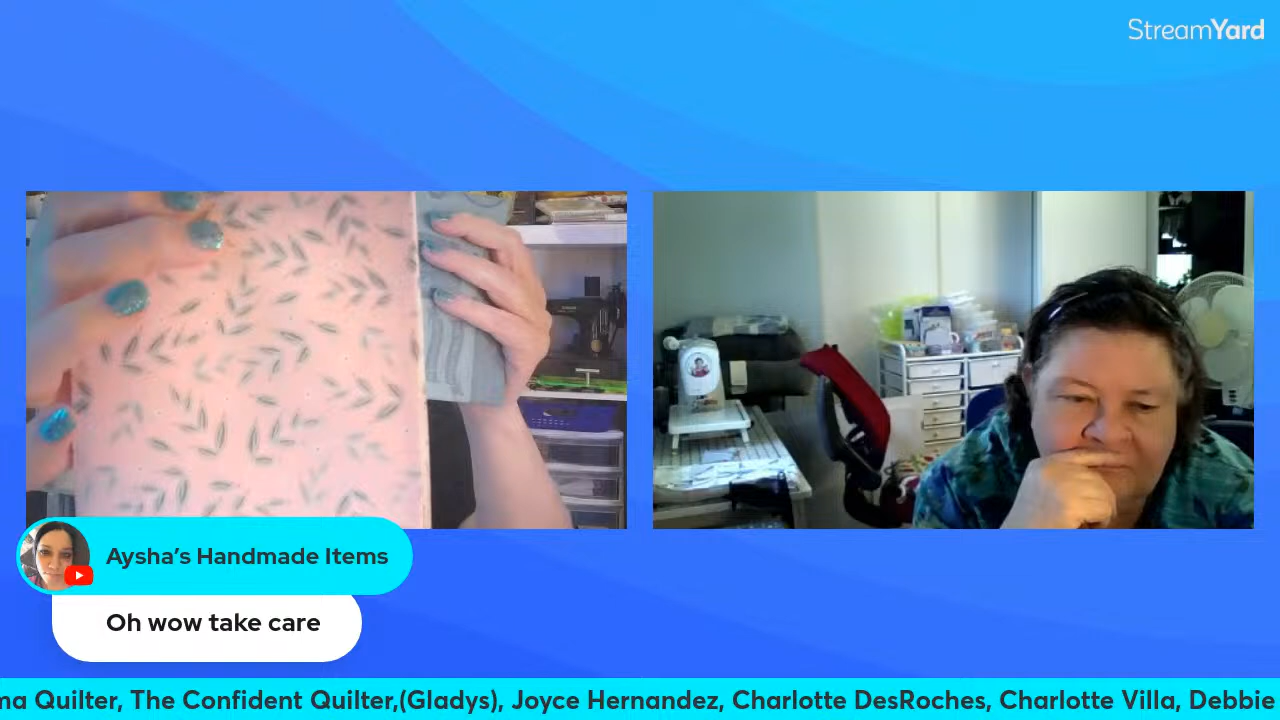 StreamYard
Aysha’s Handmade Items
Oh wow take care
Quilter, The Confident Quilter,(Gladys), Joyce Hernandez, Charlotte DesRoches, Charlotte Villa, Debbie